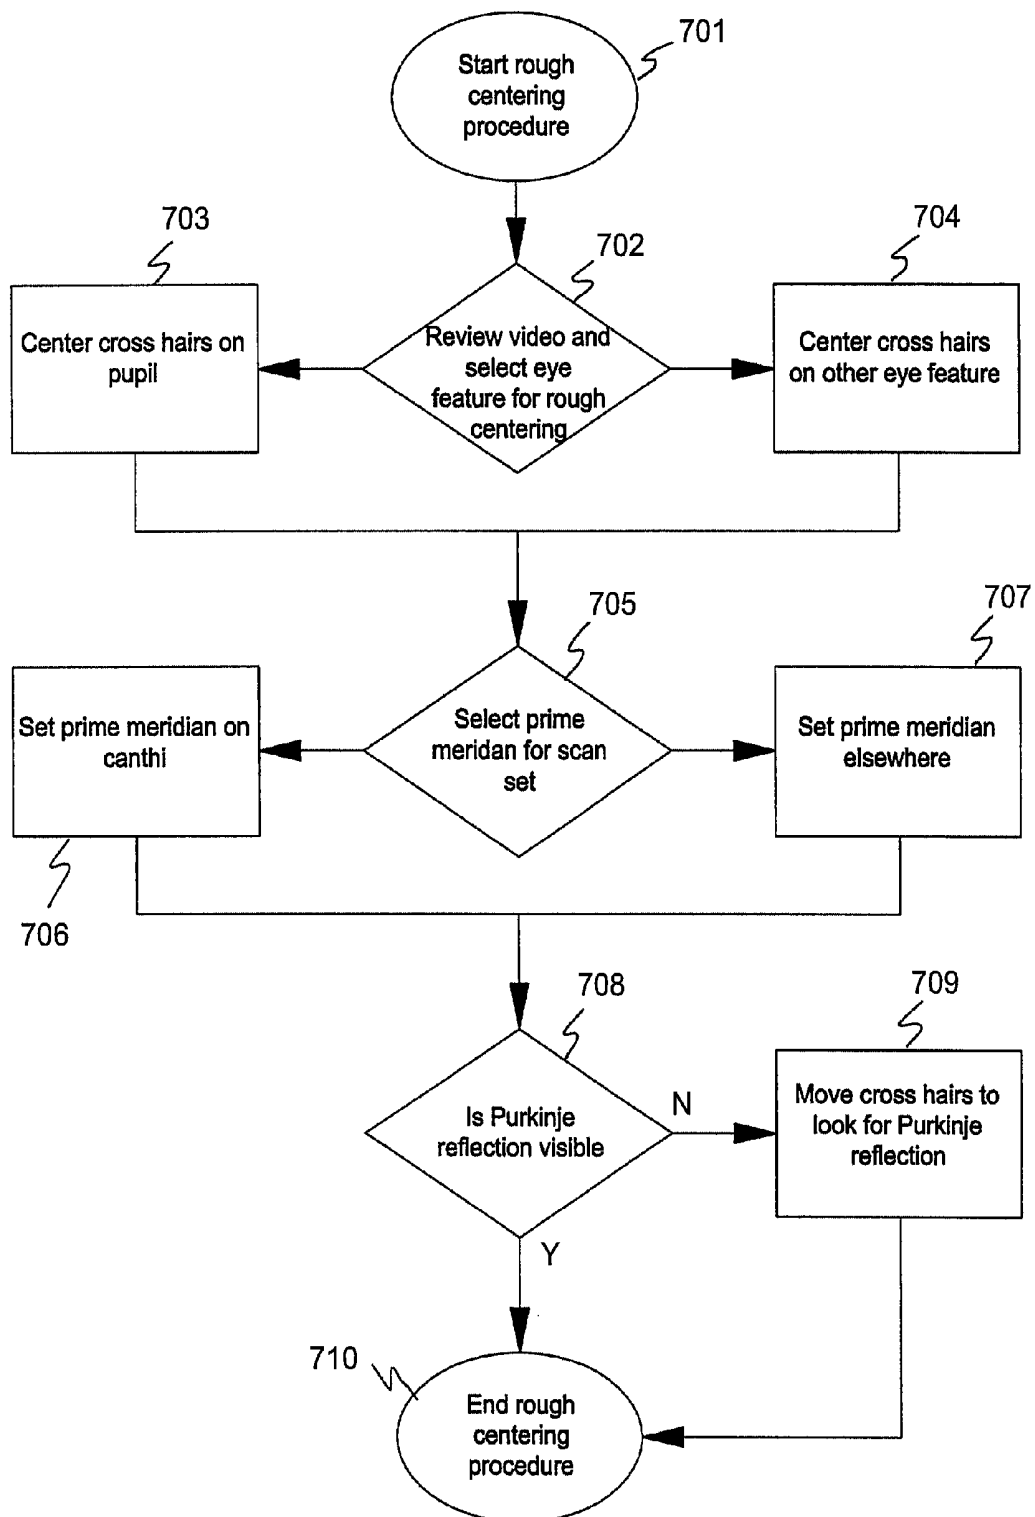 701
Start rough
centering
procedure
703
702
704
Center cross hairs on
pupil
Review video and
select eye
feature for rough
centering
Center cross hairs
on other eye feature
705
707
Set prime meridian on
canthi
Select prime
meridan for scan
set
Set prime meridian
elsewhere
706
708
709
Is Purkinje
reflection visible
N
Move cross hairs to
look for Purkinje
reflection
Y
710
End rough
centering
procedure